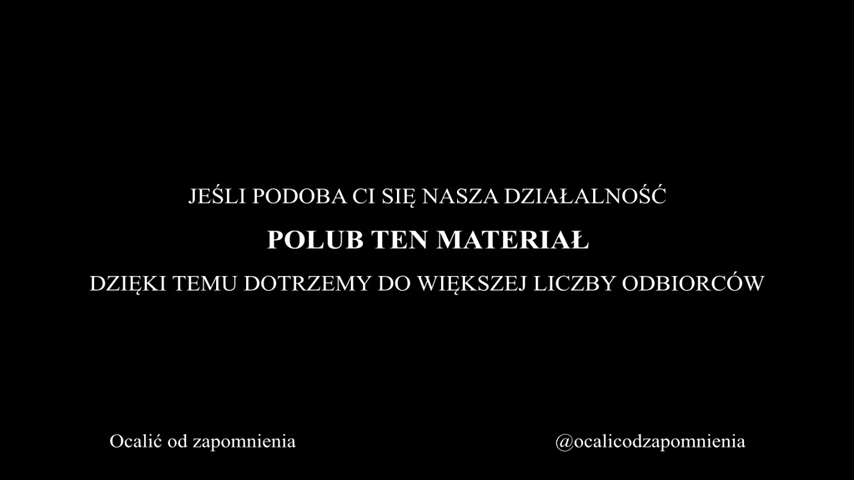 JEŚLI PODOBA CI SIĘ NASZA DZIAŁALNOŚĆ
POLUB TEN MATERIAŁ
DZIĘKI TEMU DOTRZEMY DO WIĘKSZEJ LICZBY ODBIORCÓW
Ocalić od zapomnienia
@ocalicodzapomnienia